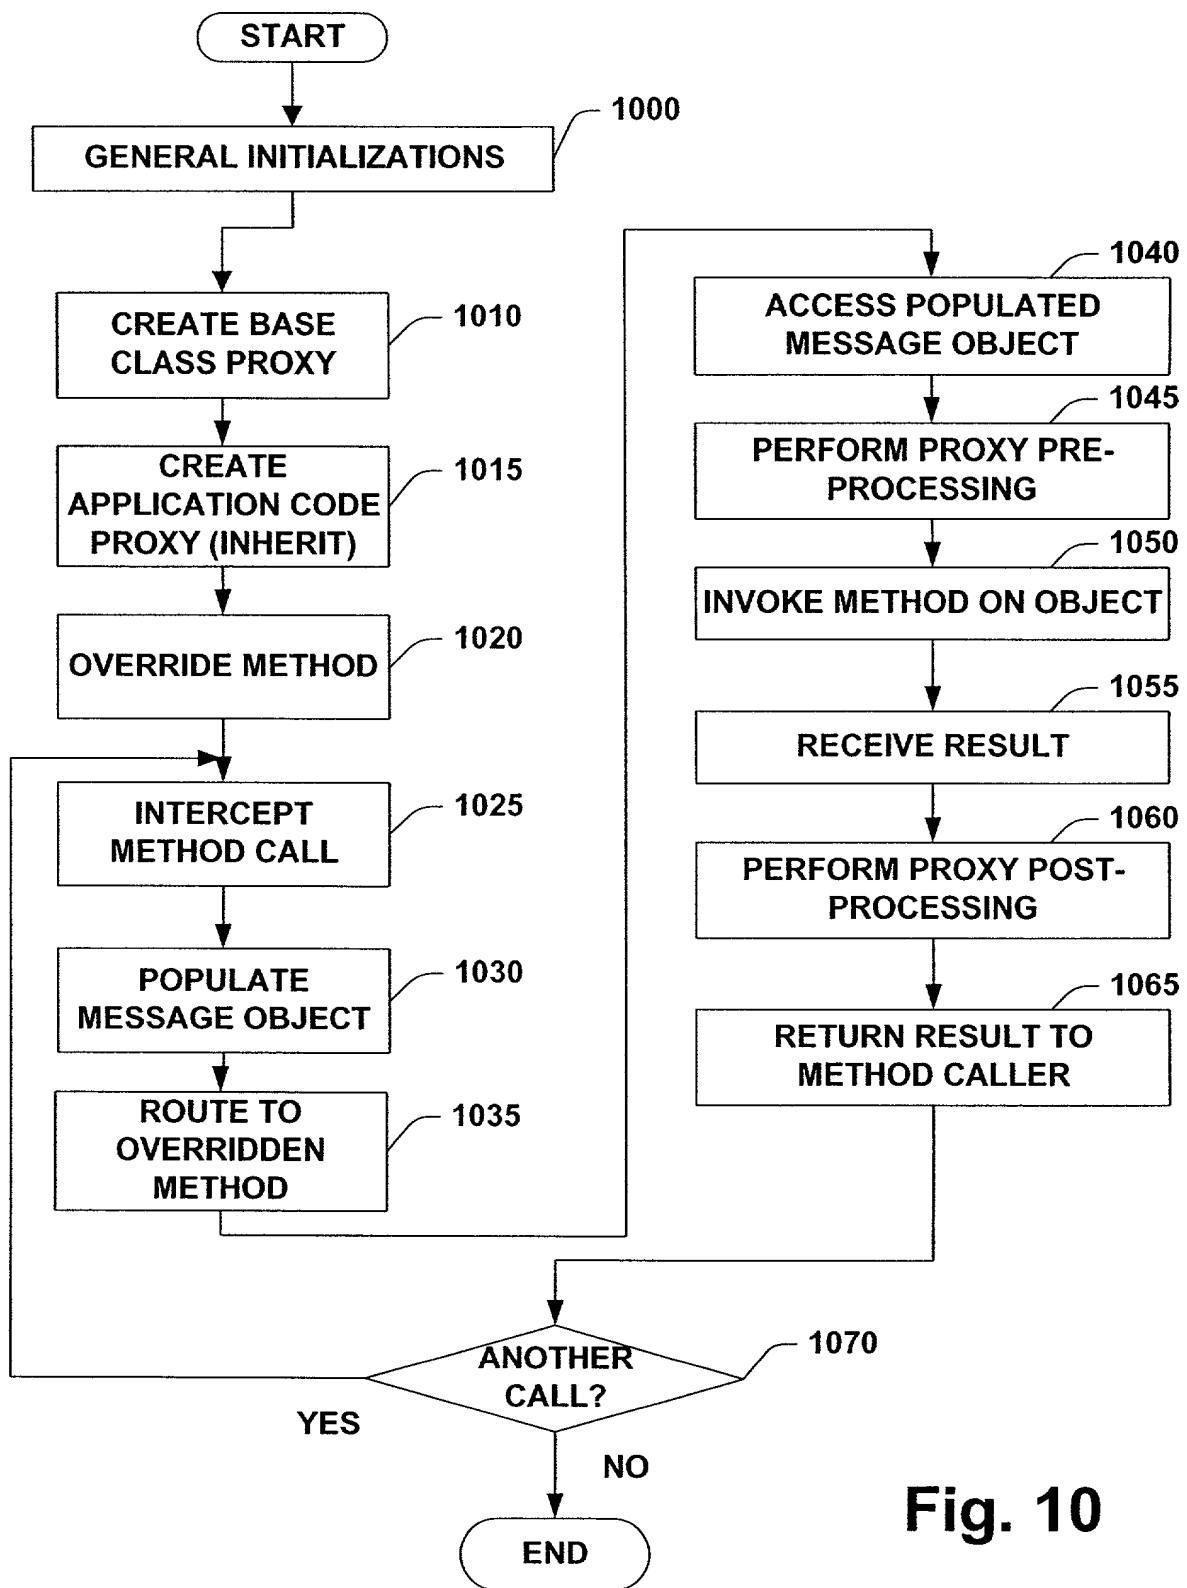 START
1000
GENERAL INITIALIZATIONS
1010
CREATE BASE
CLASS PROXY
1015
CREATE
APPLICATION CODE
PROXY (INHERIT)
1020
OVERRIDE METHOD
1025
INTERCEPT
METHOD CALL
1030
POPULATE
MESSAGE OBJECT
1035
ROUTE TO
OVERRIDDEN
METHOD
1040
ACCESS POPULATED
MESSAGE OBJECT
1045
PERFORM PROXY PRE-
PROCESSING
1050
INVOKE METHOD ON OBJECT
1055
RECEIVE RESULT
1060
PERFORM PROXY POST-
PROCESSING
1065
RETURN RESULT TO
METHOD CALLER
1070
ANOTHER
CALL?
YES
NO
END
Fig. 10